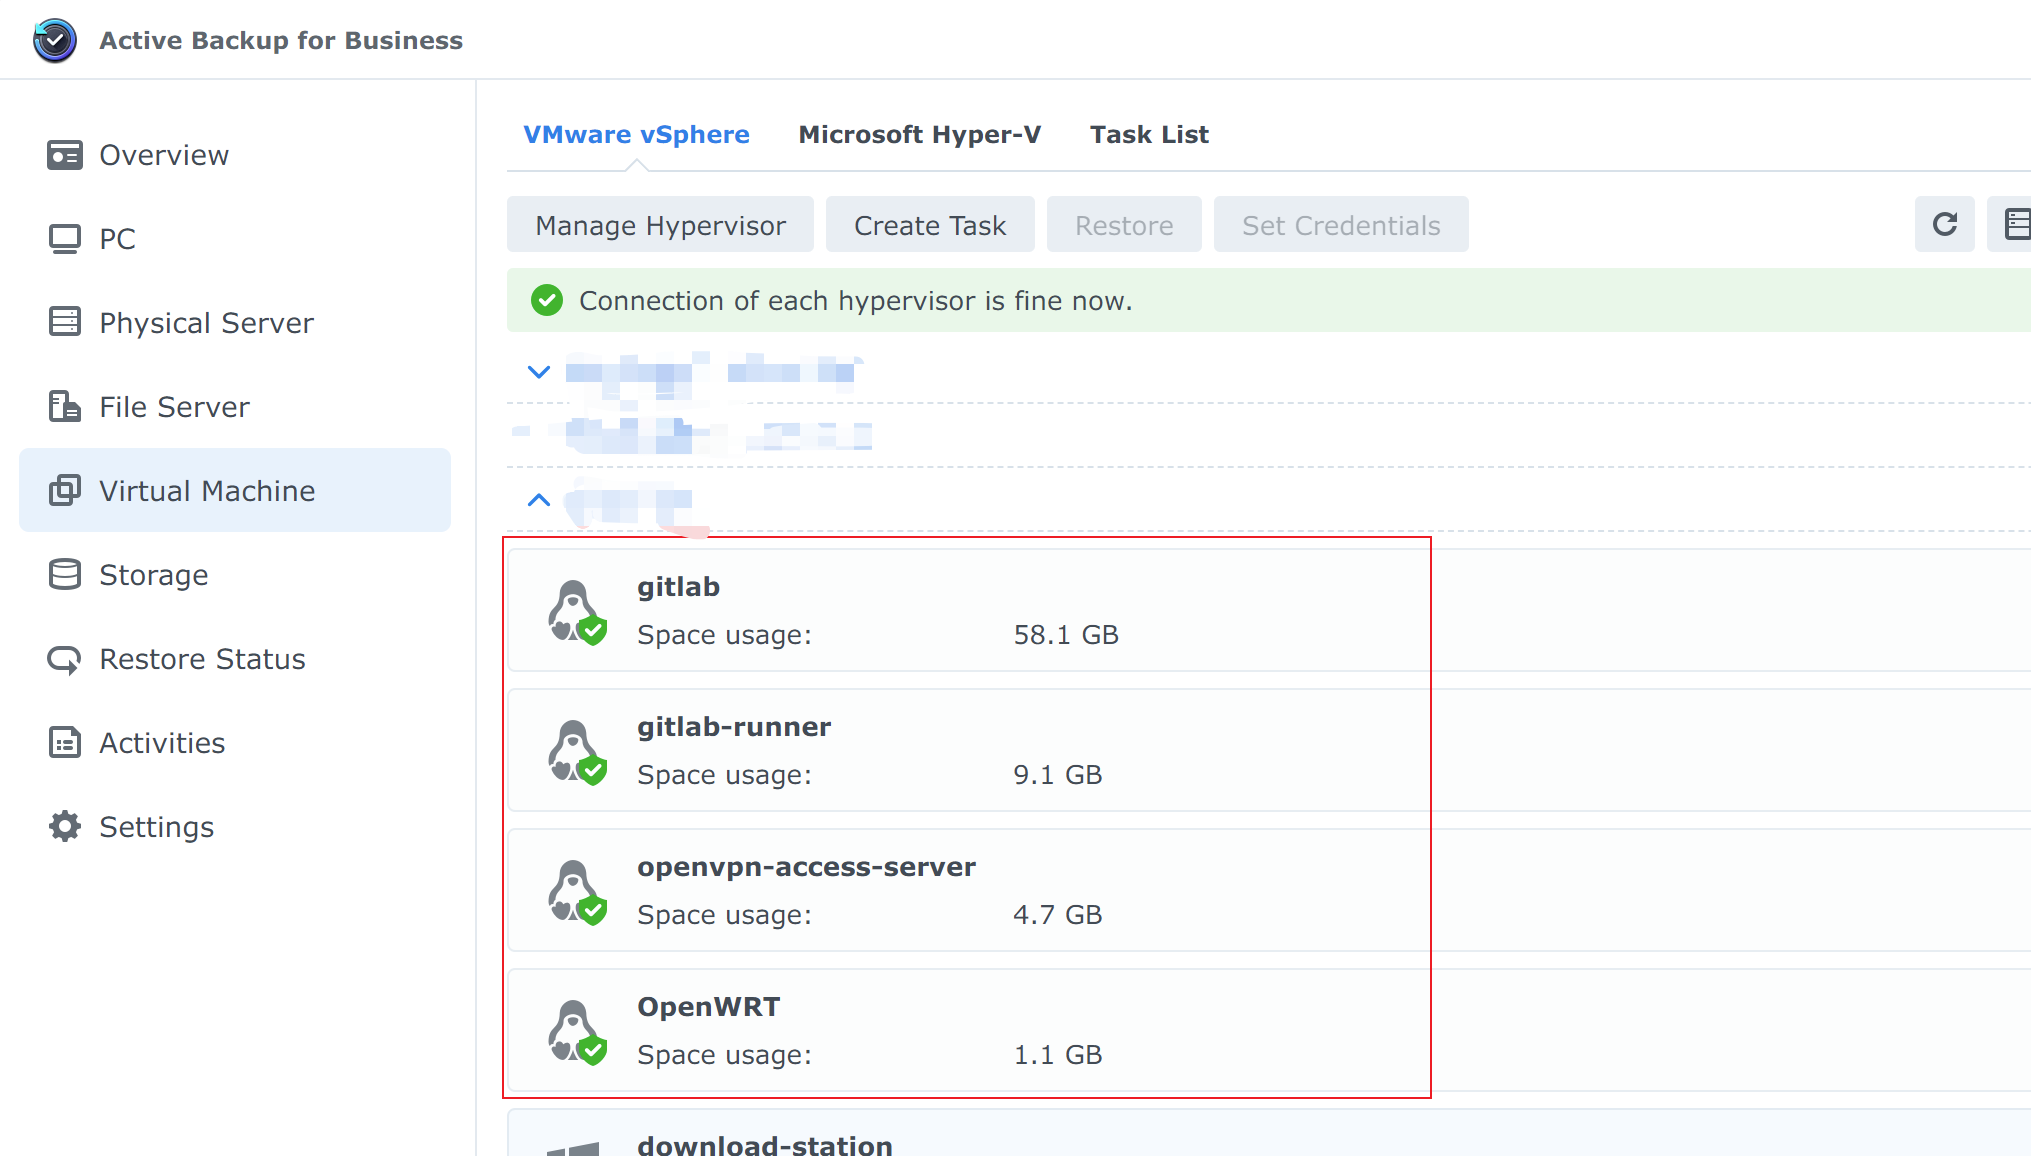 Active Backup for Business
Overview
PC
Physical Server
File Server
Virtual Machine
Storage
Restore Status
Activities
Settings
VMware vSphere Microsoft Hyper-V Task List
Manage Hypervisor Create Task Restore Set Credentials
Connection of each hypervisor is fine now.
gitlab
Space usage: 58.1 GB
gitlab-runner
Space usage: 9.1 GB
openvpn-access-server
Space usage: 4.7 GB
OpenWRT
Space usage: 1.1 GB
download-station